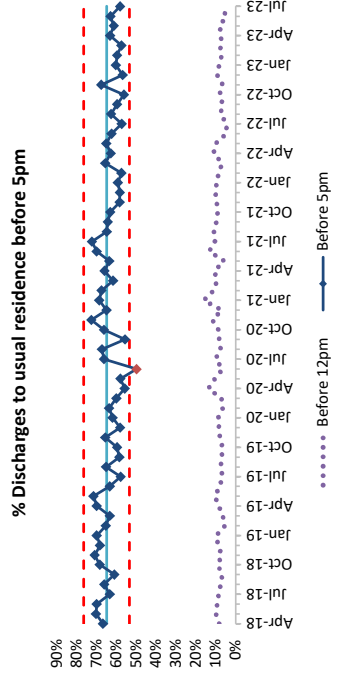 % Discharges to usual residence before 5pm
90%
80%
70%
60%
50%
40%
30%
20%
10%
0%
Apr-18
Jul-18
Oct-18
Jan-19
Apr-19
Jul-19
Oct-19
Jan-20
Apr-20
Jul-20
Oct-20
Jan-21
Apr-21
Jul-21
Oct-21
Jan-22
Apr-22
Jul-22
Oct-22
Jan-23
Apr-23
Jul-23
Before 12pm
Before 5pm